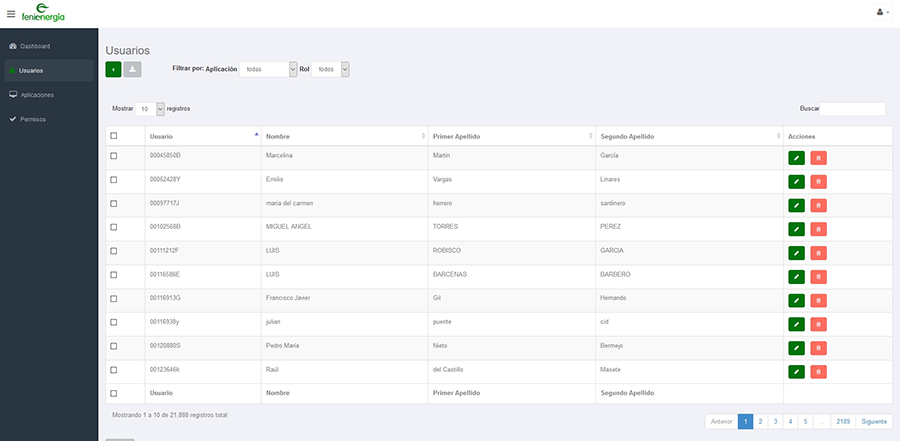 fenienergía
Dashboard
Usuarios
Aplicaciones
Permisos
Usuarios
+
Filtrar por: Aplicación todas Rol todos
Mostrar 10 registros
Buscar
Usuario Nombre Primer Apellido Segundo Apellido Acciones
00045850B Marcelina Martín García
00062428Y Emilio Vargas Linares
00097717J maria del carmen herrero sardinero
00102568B MIGUEL ANGEL TORRES PEREZ
00111212F LUIS ROBISCO GARCIA
00116586E LUIS BARCENAS BARBERO
00116913G Francisco Javier Gil Hernando
00116938y julian puente cid
00120880S Pedro María Nieto Bermejo
00123646k Raúl del Castillo Masete
Usuario Nombre Primer Apellido Segundo Apellido
Mostrando 1 a 10 de 21,888 registros total
Anterior 1 2 3 4 5 ... 2189 Siguiente